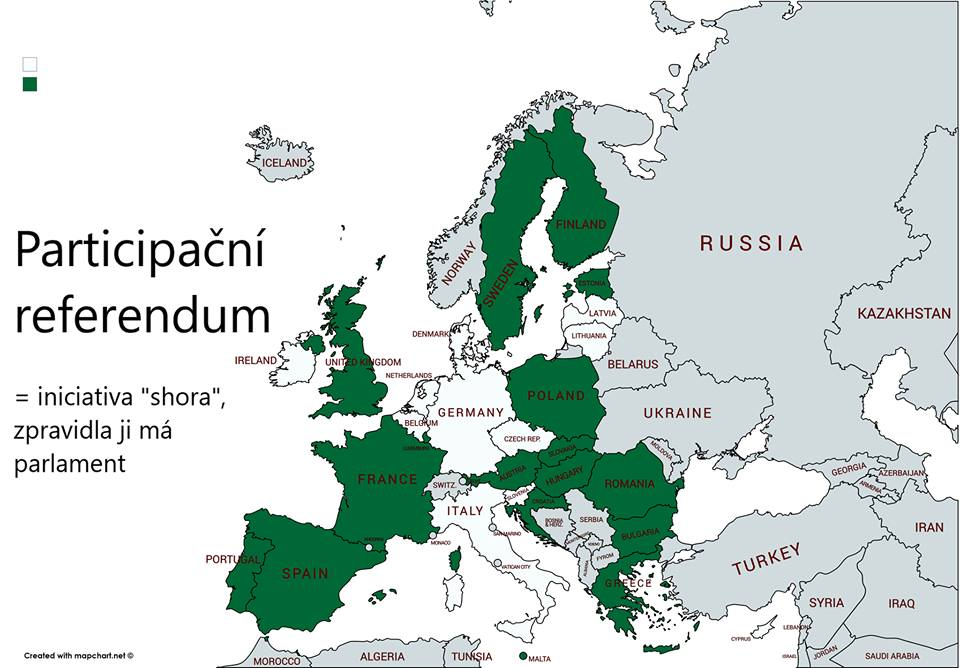 ICELAND
Participační
referendum
= iniciativa "shora",
zpravidla ji má
parlament
NORWAY
SWEDEN
FINLAND
RUSSIA
ESTONIA
LATVIA
LITHUANIA
DENMARK
KAZAKHSTAN
IRELAND
UNITED KINGDOM
NETHERLANDS
BELARUS
POLAND
GERMANY
UKRAINE
BELGIUM
CZECH REP.
LUXEMBOURG
SLOVAKIA
MOLDOVA
FRANCE
SWITZ.
AUSTRIA
HUNGARY
ROMANIA
GEORGIA
AZERBAIJAN
ARMENIA
SLOVENIA
CROATIA
ITALY
BOSNIA
& HERZ.
SERBIA
SAN MARINO
MONACO
ANDORRA
BULGARIA
IRAN
KOSVO
FYROM
ALBANIA
VATICAN CITY
PORTUGAL
SPAIN
GREECE
TURKEY
SYRIA
IRAQ
CYPRUS
LEBANON
ISRAEL
JORDAN
SAUDI ARABIA
MALTA
MOROCCO
ALGERIA
TUNISIA
Created with mapchart.net ©